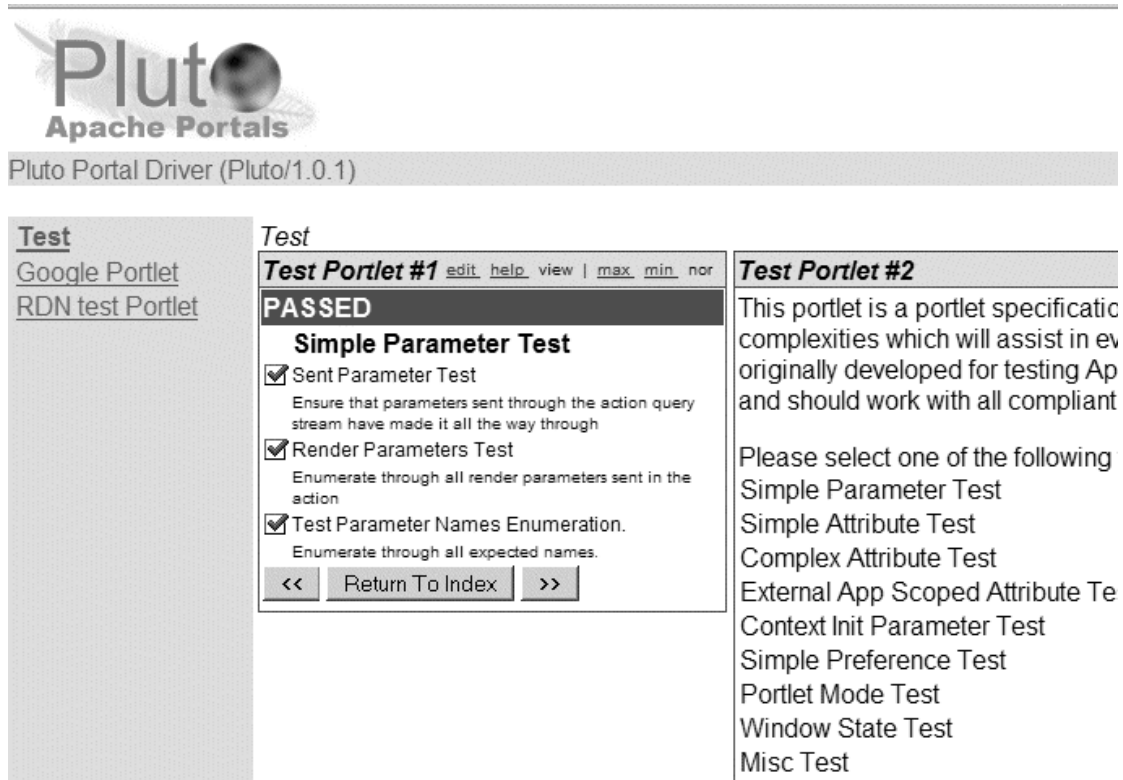 Pluto
Apache Portals
Pluto Portal Driver (Pluto/1.0.1)
Test
Google Portlet
RDN test Portlet
Test
Test Portlet #1 edit help view | max min nor
PASSED
Simple Parameter Test
Sent Parameter Test
Ensure that parameters sent through the action query
stream have made it all the way through
Render Parameters Test
Enumerate through all render parameters sent in the
action
Test Parameter Names Enumeration.
Enumerate through all expected names.
<< Return To Index >>
Test Portlet #2
This portlet is a portlet specificatio
complexities which will assist in ev
originally developed for testing Ap
and should work with all compliant
Please select one of the following
Simple Parameter Test
Simple Attribute Test
Complex Attribute Test
External App Scoped Attribute Te
Context Init Parameter Test
Simple Preference Test
Portlet Mode Test
Window State Test
Misc Test